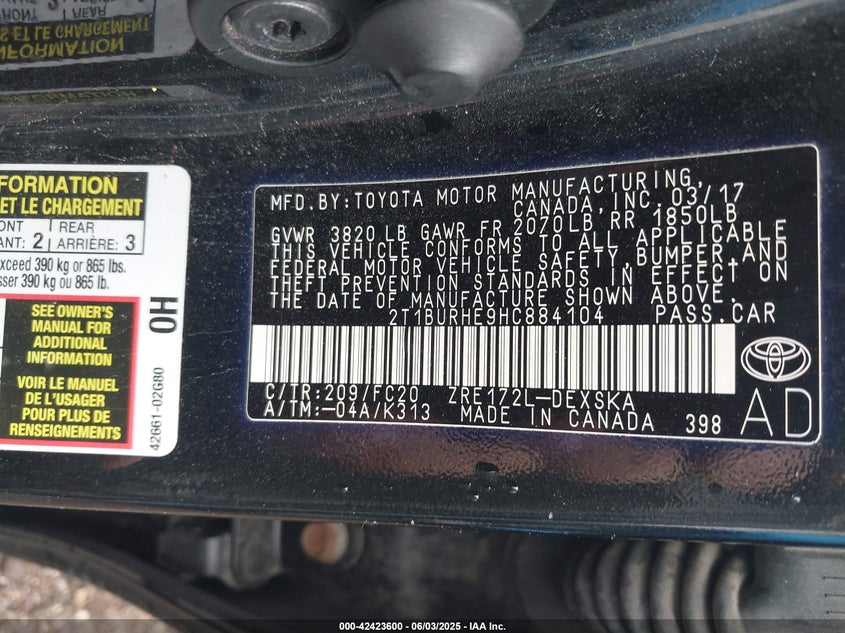 FORMATION
ET LE CHARGEMENT
ONT 2 REAR 3
ANT: ARRIÈRE:
xceed 390 kg or 865 lbs.
sser 390 kg ou 865 lb.
SEE OWNER'S
MANUAL FOR
ADDITIONAL
INFORMATION
VOIR LE MANUEL
DE L'USAGER
POUR PLUS DE
RENSEIGNEMENTS
OH
42661-02G80
MFD.BY:TOYOTA MOTOR MANUFACTURING,
CANADA, INC. 03/17
GVWR 3820 LB GAWR FR 2070LB, RR 1850LB
THIS VEHICLE CONFORMS TO ALL APPLICABLE
FEDERAL MOTOR VEHICLE SAFETY,BUMPER,AND
THEFT PREVENTION STANDARDS IN EFFECT ON
THE DATE OF MANUFACTURE SHOWN ABOVE.
2T1BURHE9HC884104 PASS.CAR
C/TR:209/FC20 ZRE172L-DEXSKA
A/TM:-04A/K313 MADE IN CANADA 398
AD
000-42423600 - 06/03/2025 - IAA Inc.